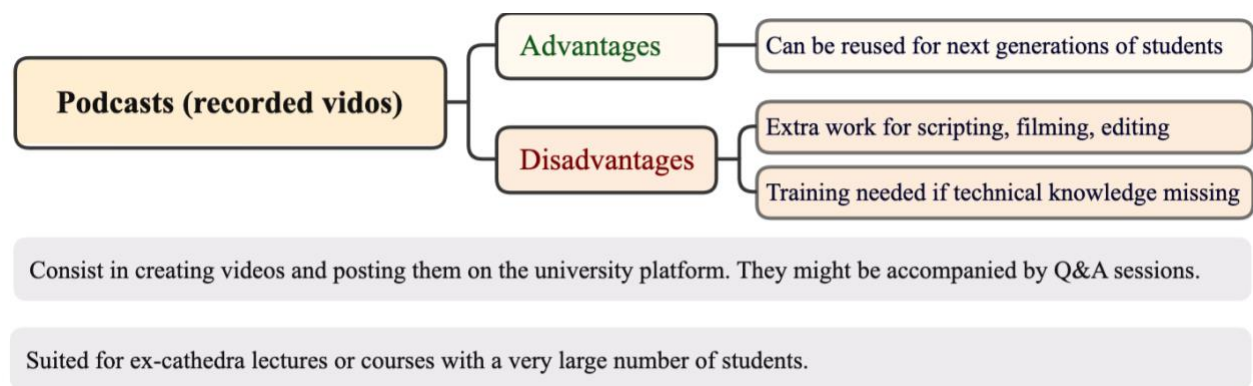 Advantages
Can be reused for next generations of students
Podcasts (recorded vidos)
Extra work for scripting, filming, editing
Disadvantages
Training needed if technical knowledge missing
Consist in creating videos and posting them on the university platform. They might be accompanied by Q&A sessions.
Suited for ex-cathedra lectures or courses with a very large number of students.